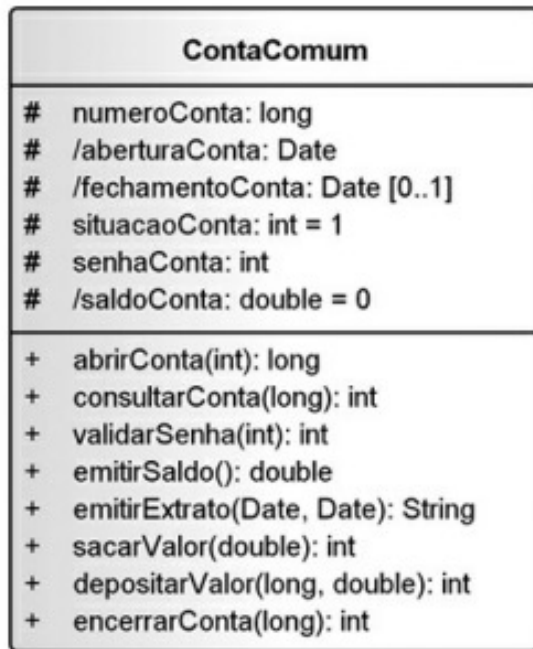 ContaComum
# numeroConta: long
# /aberturaConta: Date
# /fechamentoConta: Date [0..1]
# situacaoConta: int = 1
# senhaConta: int
# /saldoConta: double = 0
+ abrirConta(int): long
+ consultarConta(long): int
+ validarSenha(int): int
+ emitirSaldo(): double
+ emitirExtrato(Date, Date): String
+ sacarValor(double): int
+ depositarValor(long, double): int
+ encerrarConta(long): int